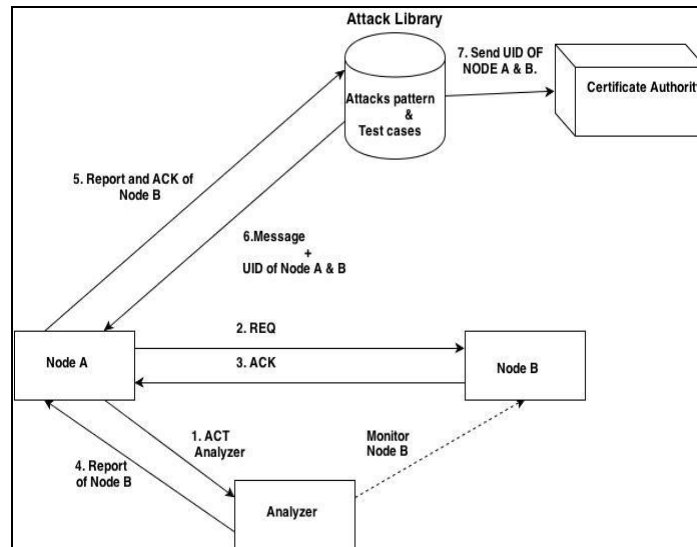 Attack Library
7. Send UID OF
NODE A & B.
Certificate Authority
Attacks pattern
&
Test cases
5. Report and ACK of
Node B
6.Message
+
UID of Node A & B
2. REQ
Node A
3. ACK
Node B
1. ACT
Analyzer
Monitor
Node B
4. Report
of Node B
Analyzer